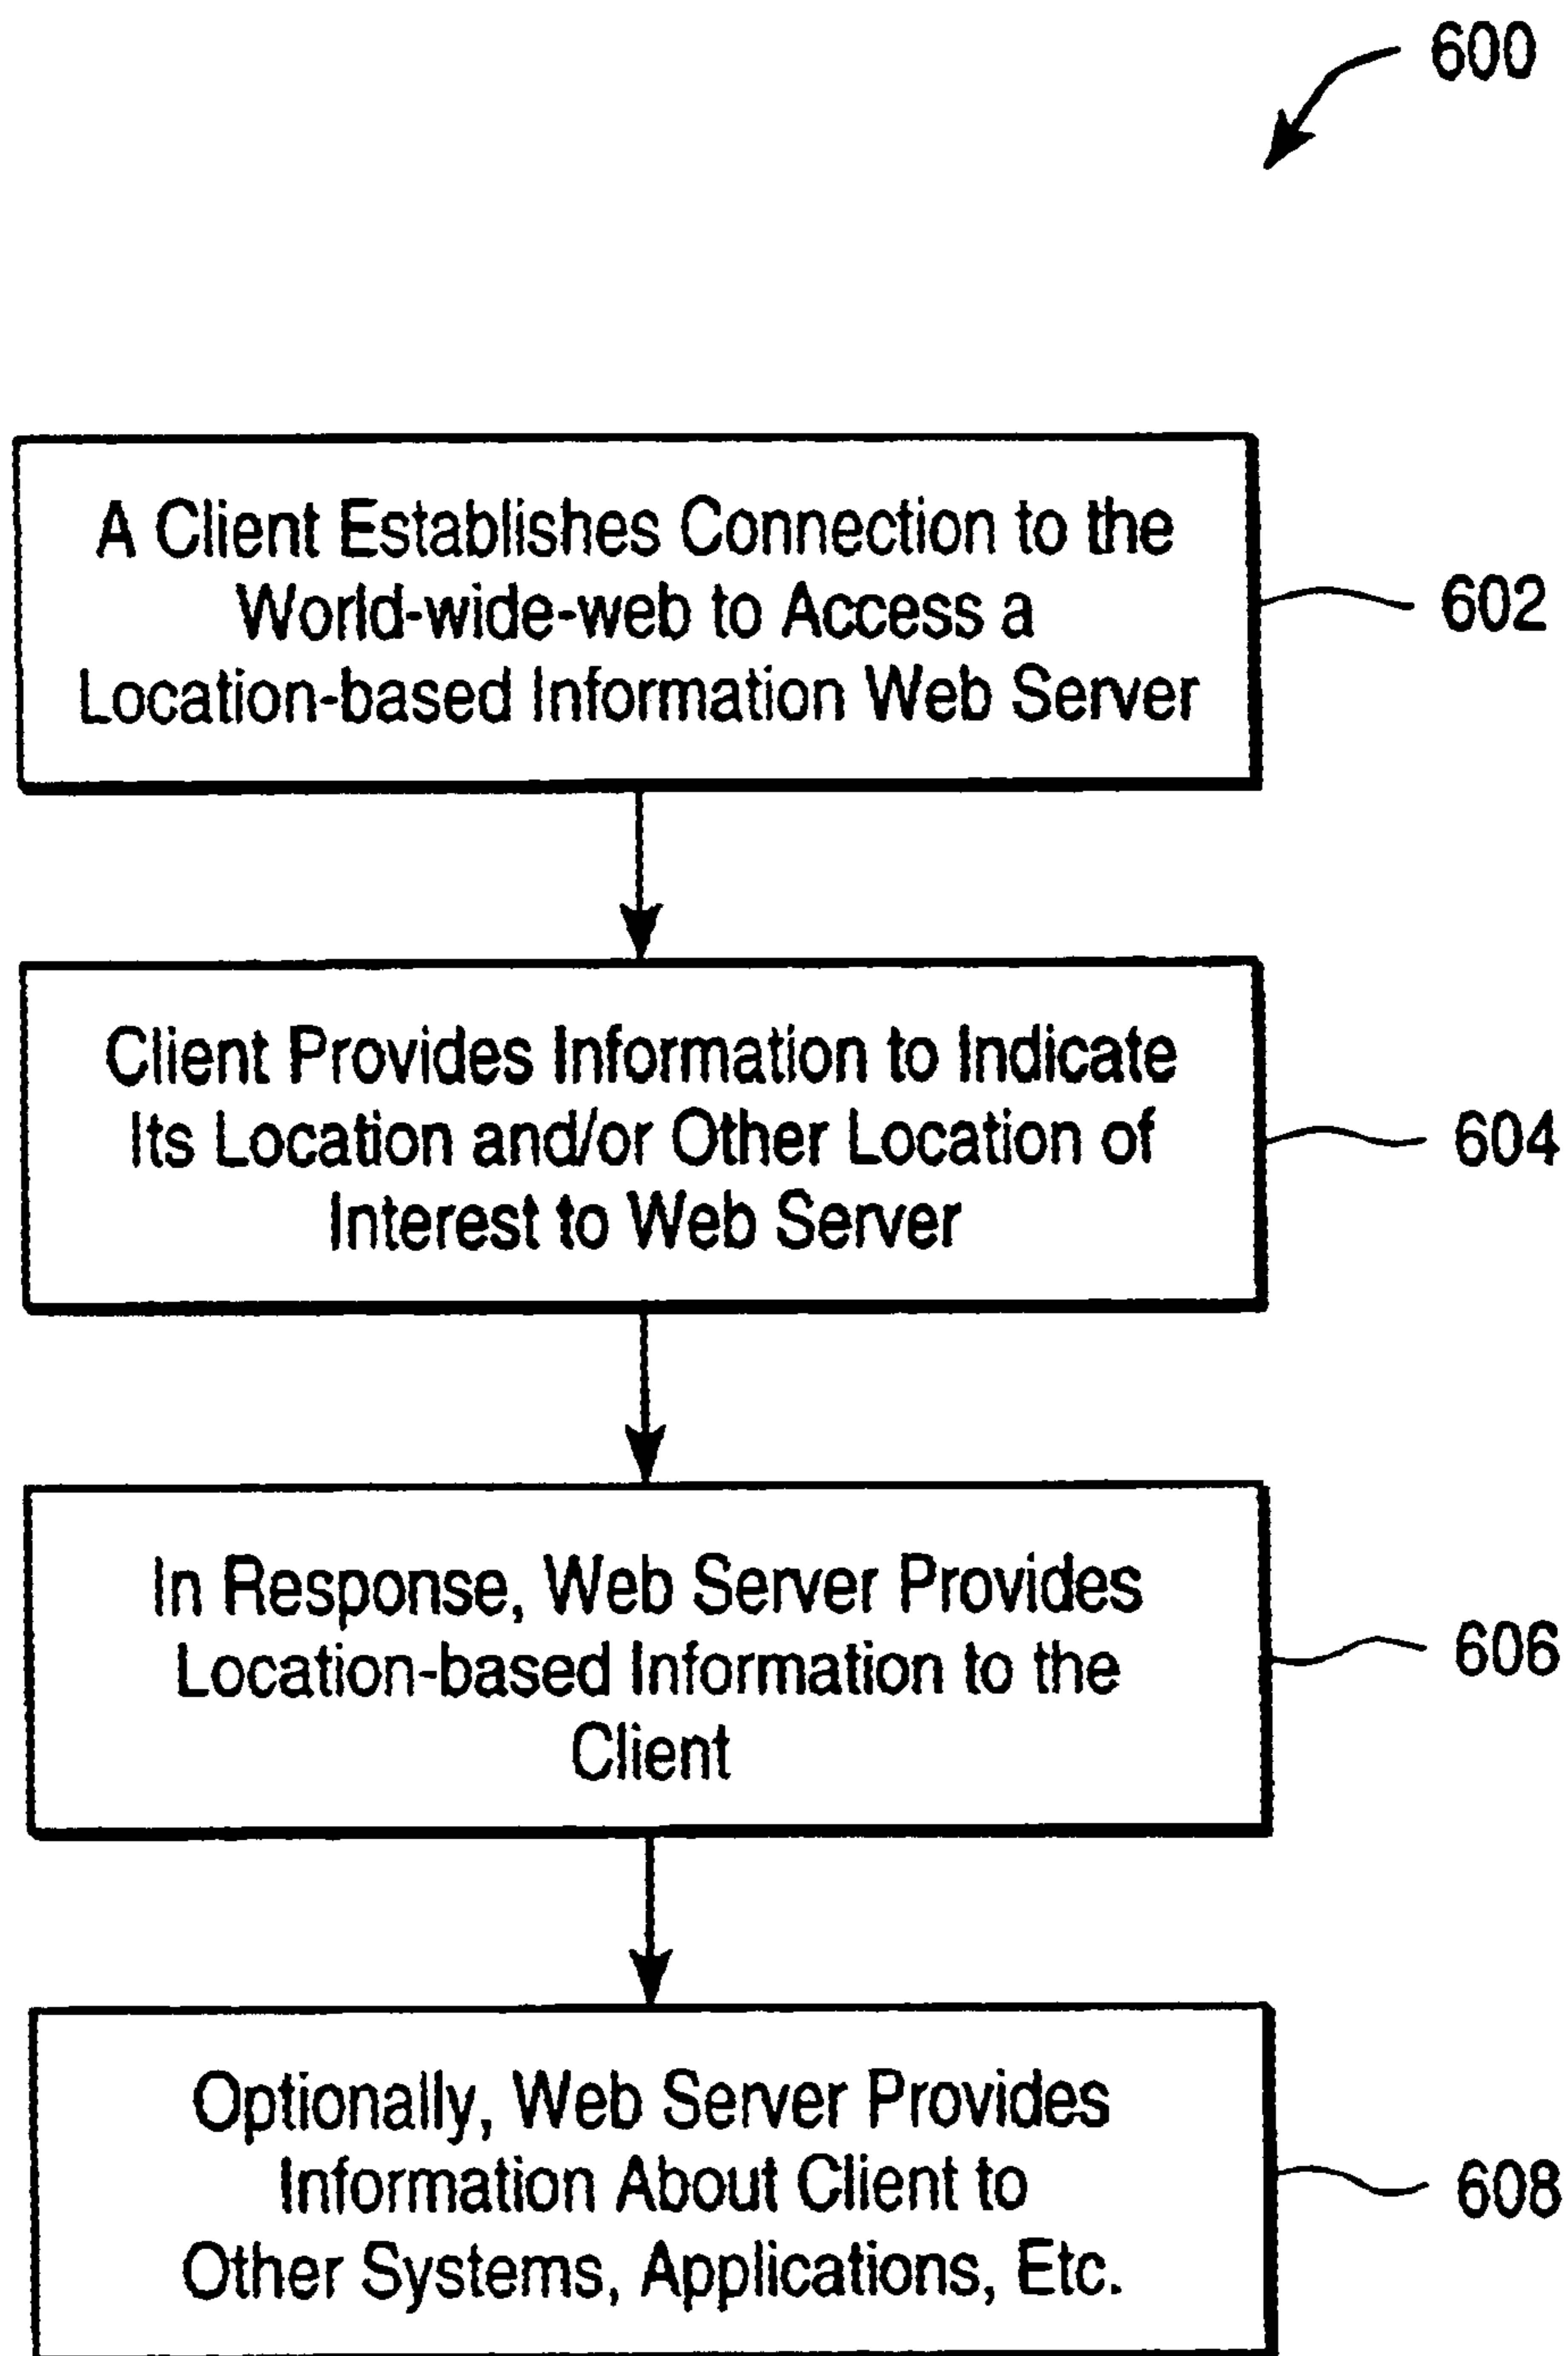 600
A Client Establishes Connection to the
World-wide-web to Access a
Location-based Information Web Server
602
Client Provides Information to Indicate
Its Location and/or Other Location of
Interest to Web Server
604
In Response, Web Server Provides
Location-based Information to the
Client
606
Optionally, Web Server Provides
Information About Client to
Other Systems, Applications, Etc.
608